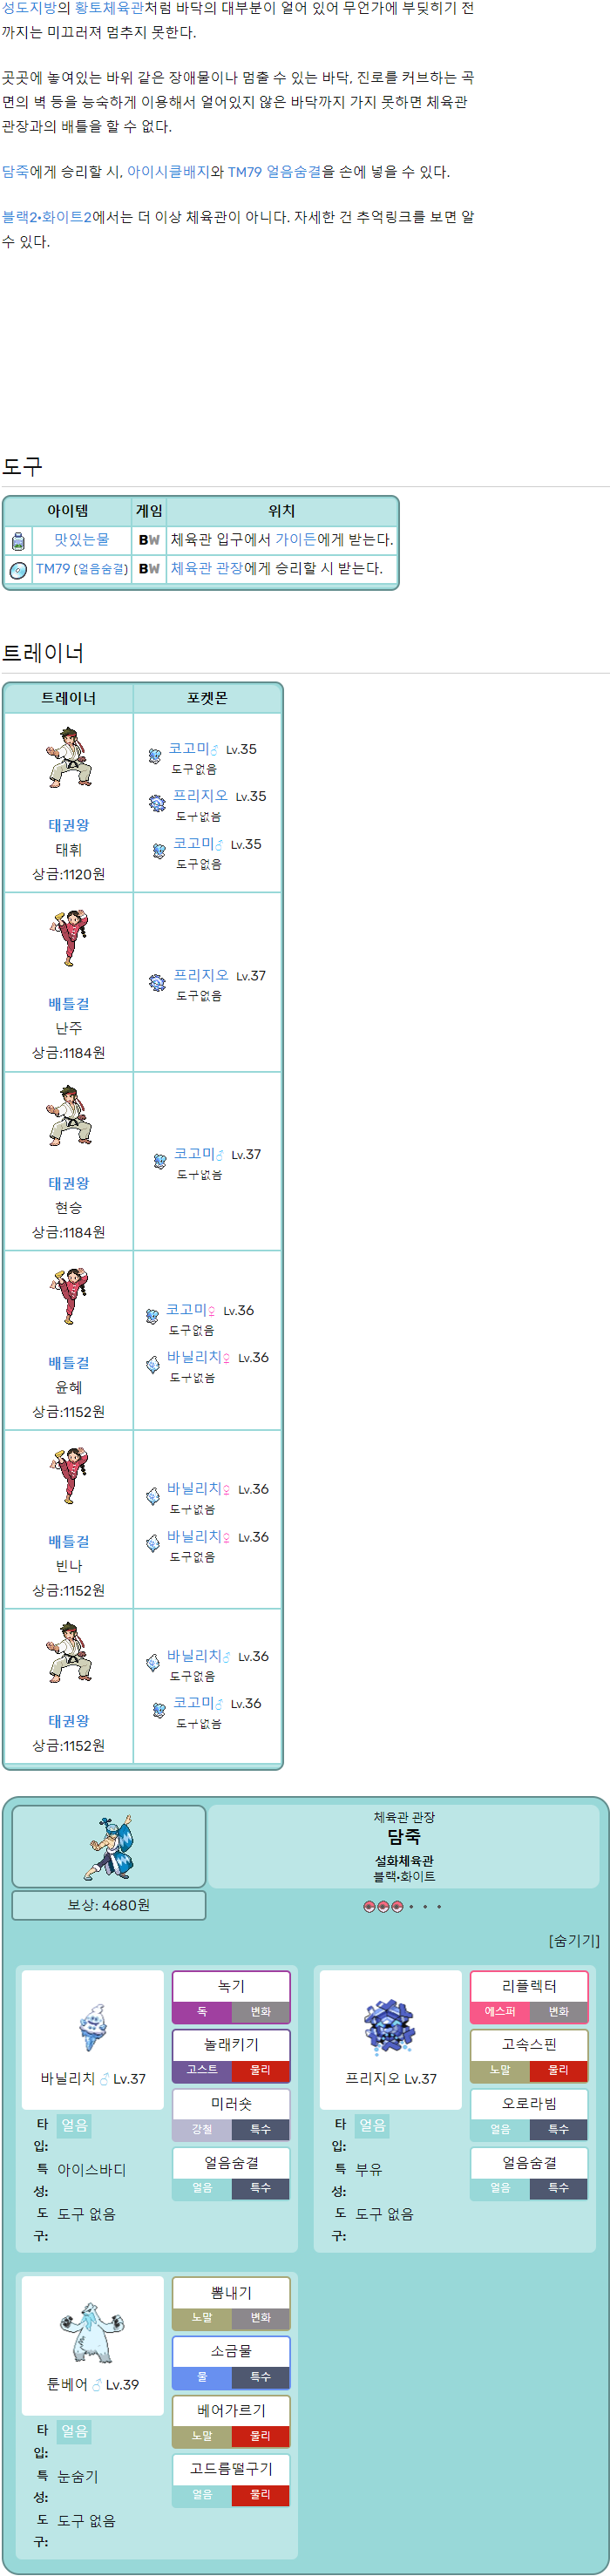 성도지방의 황토체육관처럼 바닥의 대부분이 얼어 있어 무언가에 부딪히기 전
까지는 미끄러져 멈추지 못한다.
곳곳에 놓여있는 바위 같은 장애물이나 멈출 수 있는 바닥, 진로를 커브하는 곡
면의 벽 등을 능숙하게 이용해서 얼어있지 않은 바닥까지 가지 못하면 체육관
관장과의 배틀을 할 수 없다.
담죽에게 승리할 시, 아이시클배지와 TM79 얼음숨결을 손에 넣을 수 있다.
블랙2·화이트2에서는 더 이상 체육관이 아니다. 자세한 건 추억링크를 보면 알
수 있다.
도구
아이템 게임 위치
맛있는물 BW 체육관 입구에서 가이든에게 받는다.
TM79 (얼음숨결) BW 체육관 관장에게 승리할 시 받는다.
트레이너
트레이너 포켓몬
태권왕
태휘
상금:1120원
코고미♂ Lv.35
도구없음
프리지오 Lv.35
도구없음
코고미♂ Lv.35
도구없음
배틀걸
난주
상금:1184원
프리지오 Lv.37
도구없음
태권왕
현승
상금:1184원
코고미♂ Lv.37
도구없음
배틀걸
윤혜
상금:1152원
코고미♀ Lv.36
도구없음
바닐리치♀ Lv.36
도구없음
배틀걸
빈나
상금:1152원
바닐리치♀ Lv.36
도구없음
바닐리치♀ Lv.36
도구없음
태권왕
상금:1152원
바닐리치♂ Lv.36
도구없음
코고미♂ Lv.36
도구없음
체육관 관장
담죽
설화체육관
블랙·화이트
보상: 4680원
[숨기기]
바닐리치 ♂ Lv.37
타입: 얼음
특성: 아이스바디
도구: 도구 없음
녹기
독 변화
놀래키기
고스트 물리
미러숏
강철 특수
얼음숨결
얼음 특수
프리지오 Lv.37
타입: 얼음
특성: 부유
도구: 도구 없음
리플렉터
에스퍼 변화
고속스핀
노말 물리
오로라빔
얼음 특수
얼음숨결
얼음 특수
툰베어 ♂ Lv.39
타입: 얼음
특성: 눈숨기
도구: 도구 없음
뽐내기
노말 변화
소금물
물 특수
베어가르기
노말 물리
고드름떨구기
얼음 물리